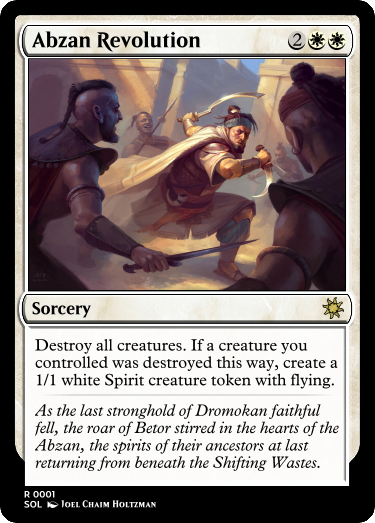 Abzan Revolution 2
Sorcery
Destroy all creatures. If a creature you
controlled was destroyed this way, create a
1/1 white Spirit creature token with flying.
As the last stronghold of Dromokan faithful
fell, the roar of Betor stirred in the hearts of the
Abzan, the spirits of their ancestors at last
returning from beneath the Shifting Wastes.
R 0001
SOL Joel Chaim Holtzman